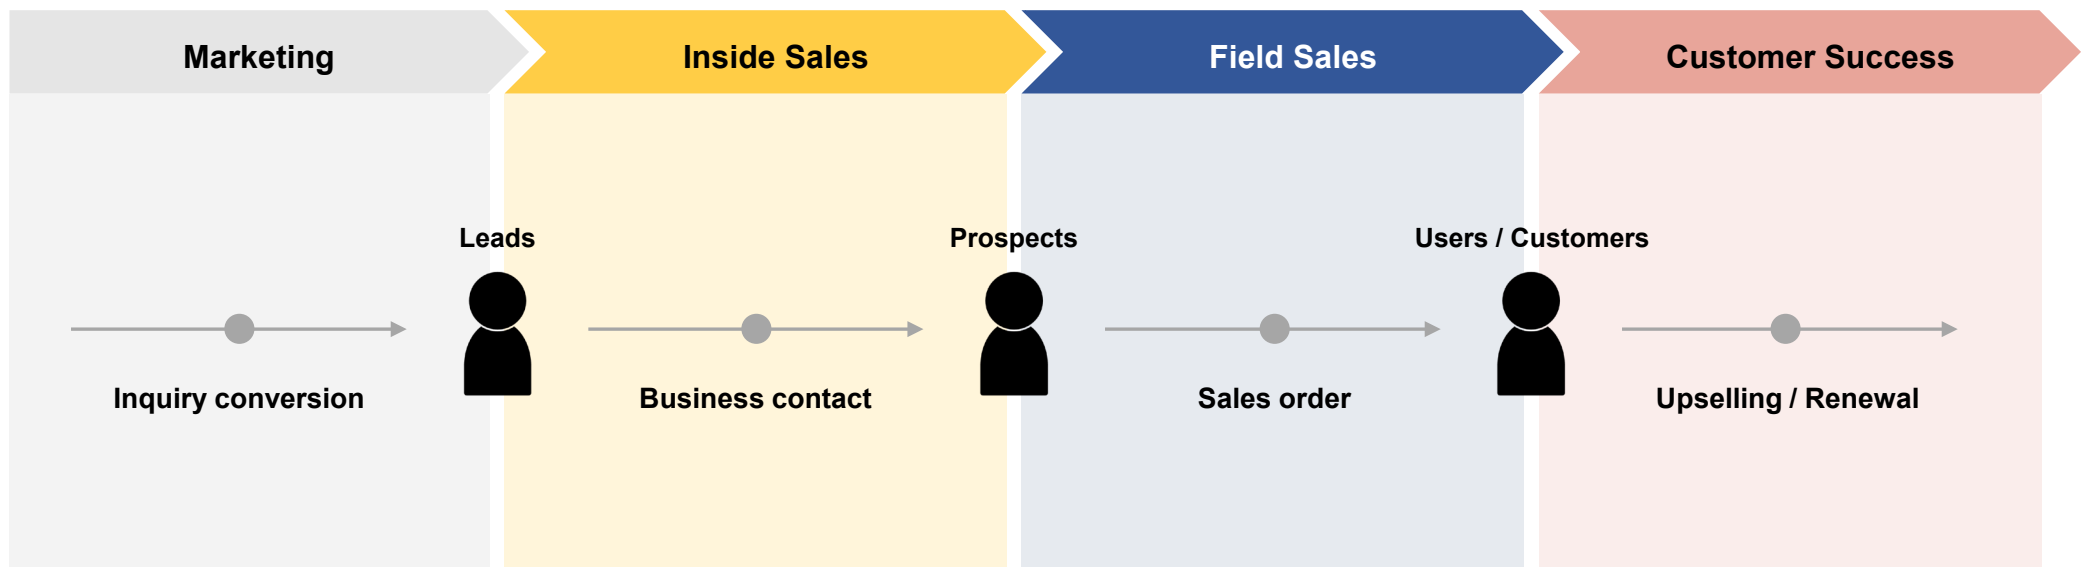 Marketing
Inside Sales
Field Sales
Customer Success
Leads
Prospects
Users / Customers
Inquiry conversion
Business contact
Sales order
Upselling / Renewal